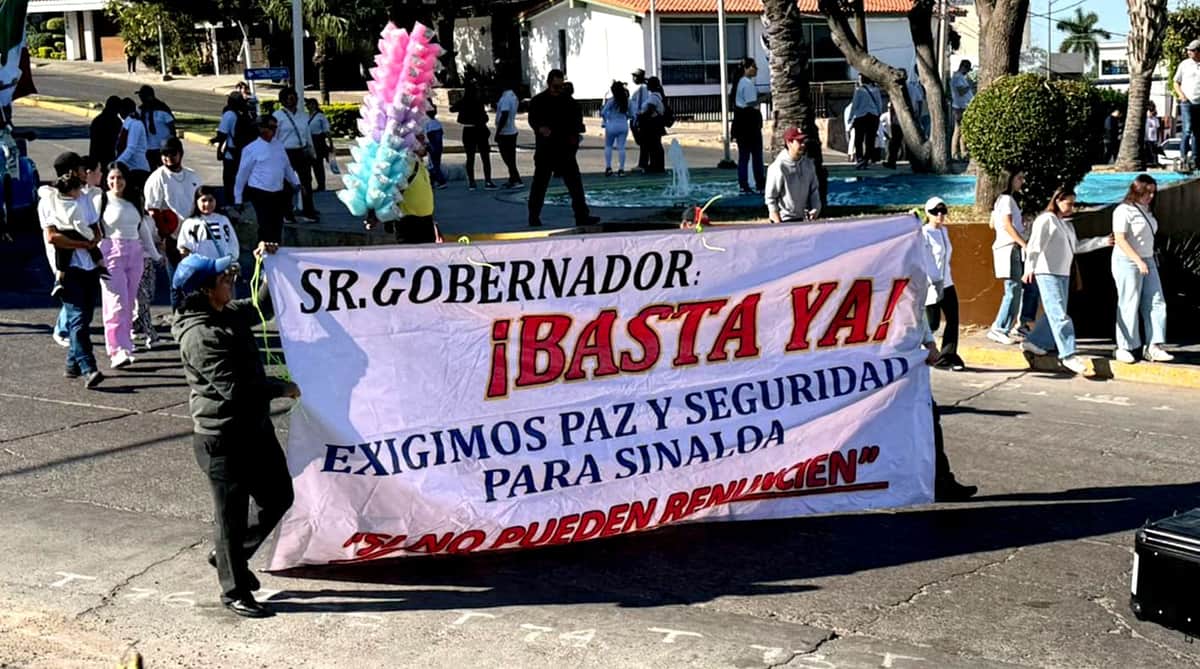 SR. GOBERNADOR:
¡BASTA YA!
EXIGIMOS PAZ Y SEGURIDAD
PARA SINALOA
"SI NO PUEDEN RENUNCIEN"